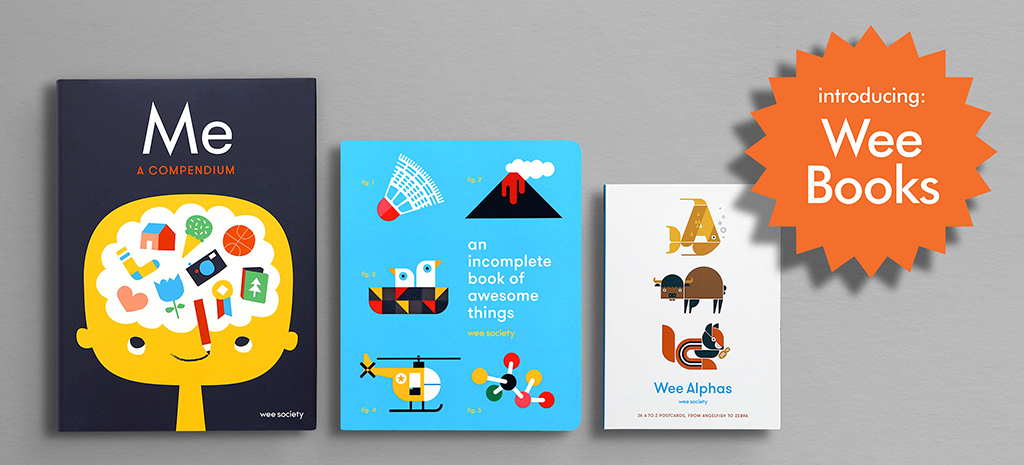 Me
A COMPENDIUM
wee society
fig. 1
fig. 2
an
incomplete
book of
awesome
things
wee society
fig. 3
fig. 4
fig. 5
Wee Alphas
wee society
26 A TO Z POSTCARDS, FROM ANGELFISH TO ZEBRA
introducing:
Wee
Books